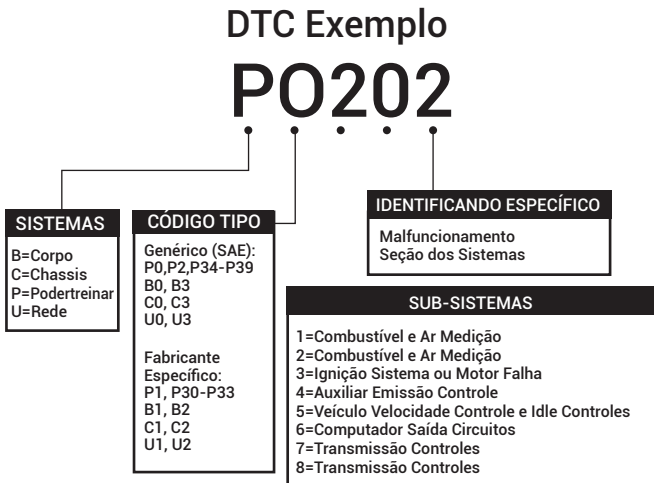 DTC Exemplo
PO202
SISTEMAS
B=Corpo
C=Chassis
P=Podertreinar
U=Rede
CÓDIGO TIPO
Genérico (SAE):
P0,P2,P34-P39
B0, B3
C0, C3
U0, U3
Fabricante
Específico:
P1, P30-P33
B1, B2
C1, C2
U1, U2
IDENTIFICANDO ESPECÍFICO
Malfuncionamento
Seção dos Sistemas
SUB-SISTEMAS
1=Combustível e Ar Medição
2=Combustível e Ar Medição
3=Ignição Sistema ou Motor Falha
4=Auxiliar Emissão Controle
5=Veículo Velocidade Controle e Idle Controles
6=Computador Saída Circuitos
7=Transmissão Controles
8=Transmissão Controles